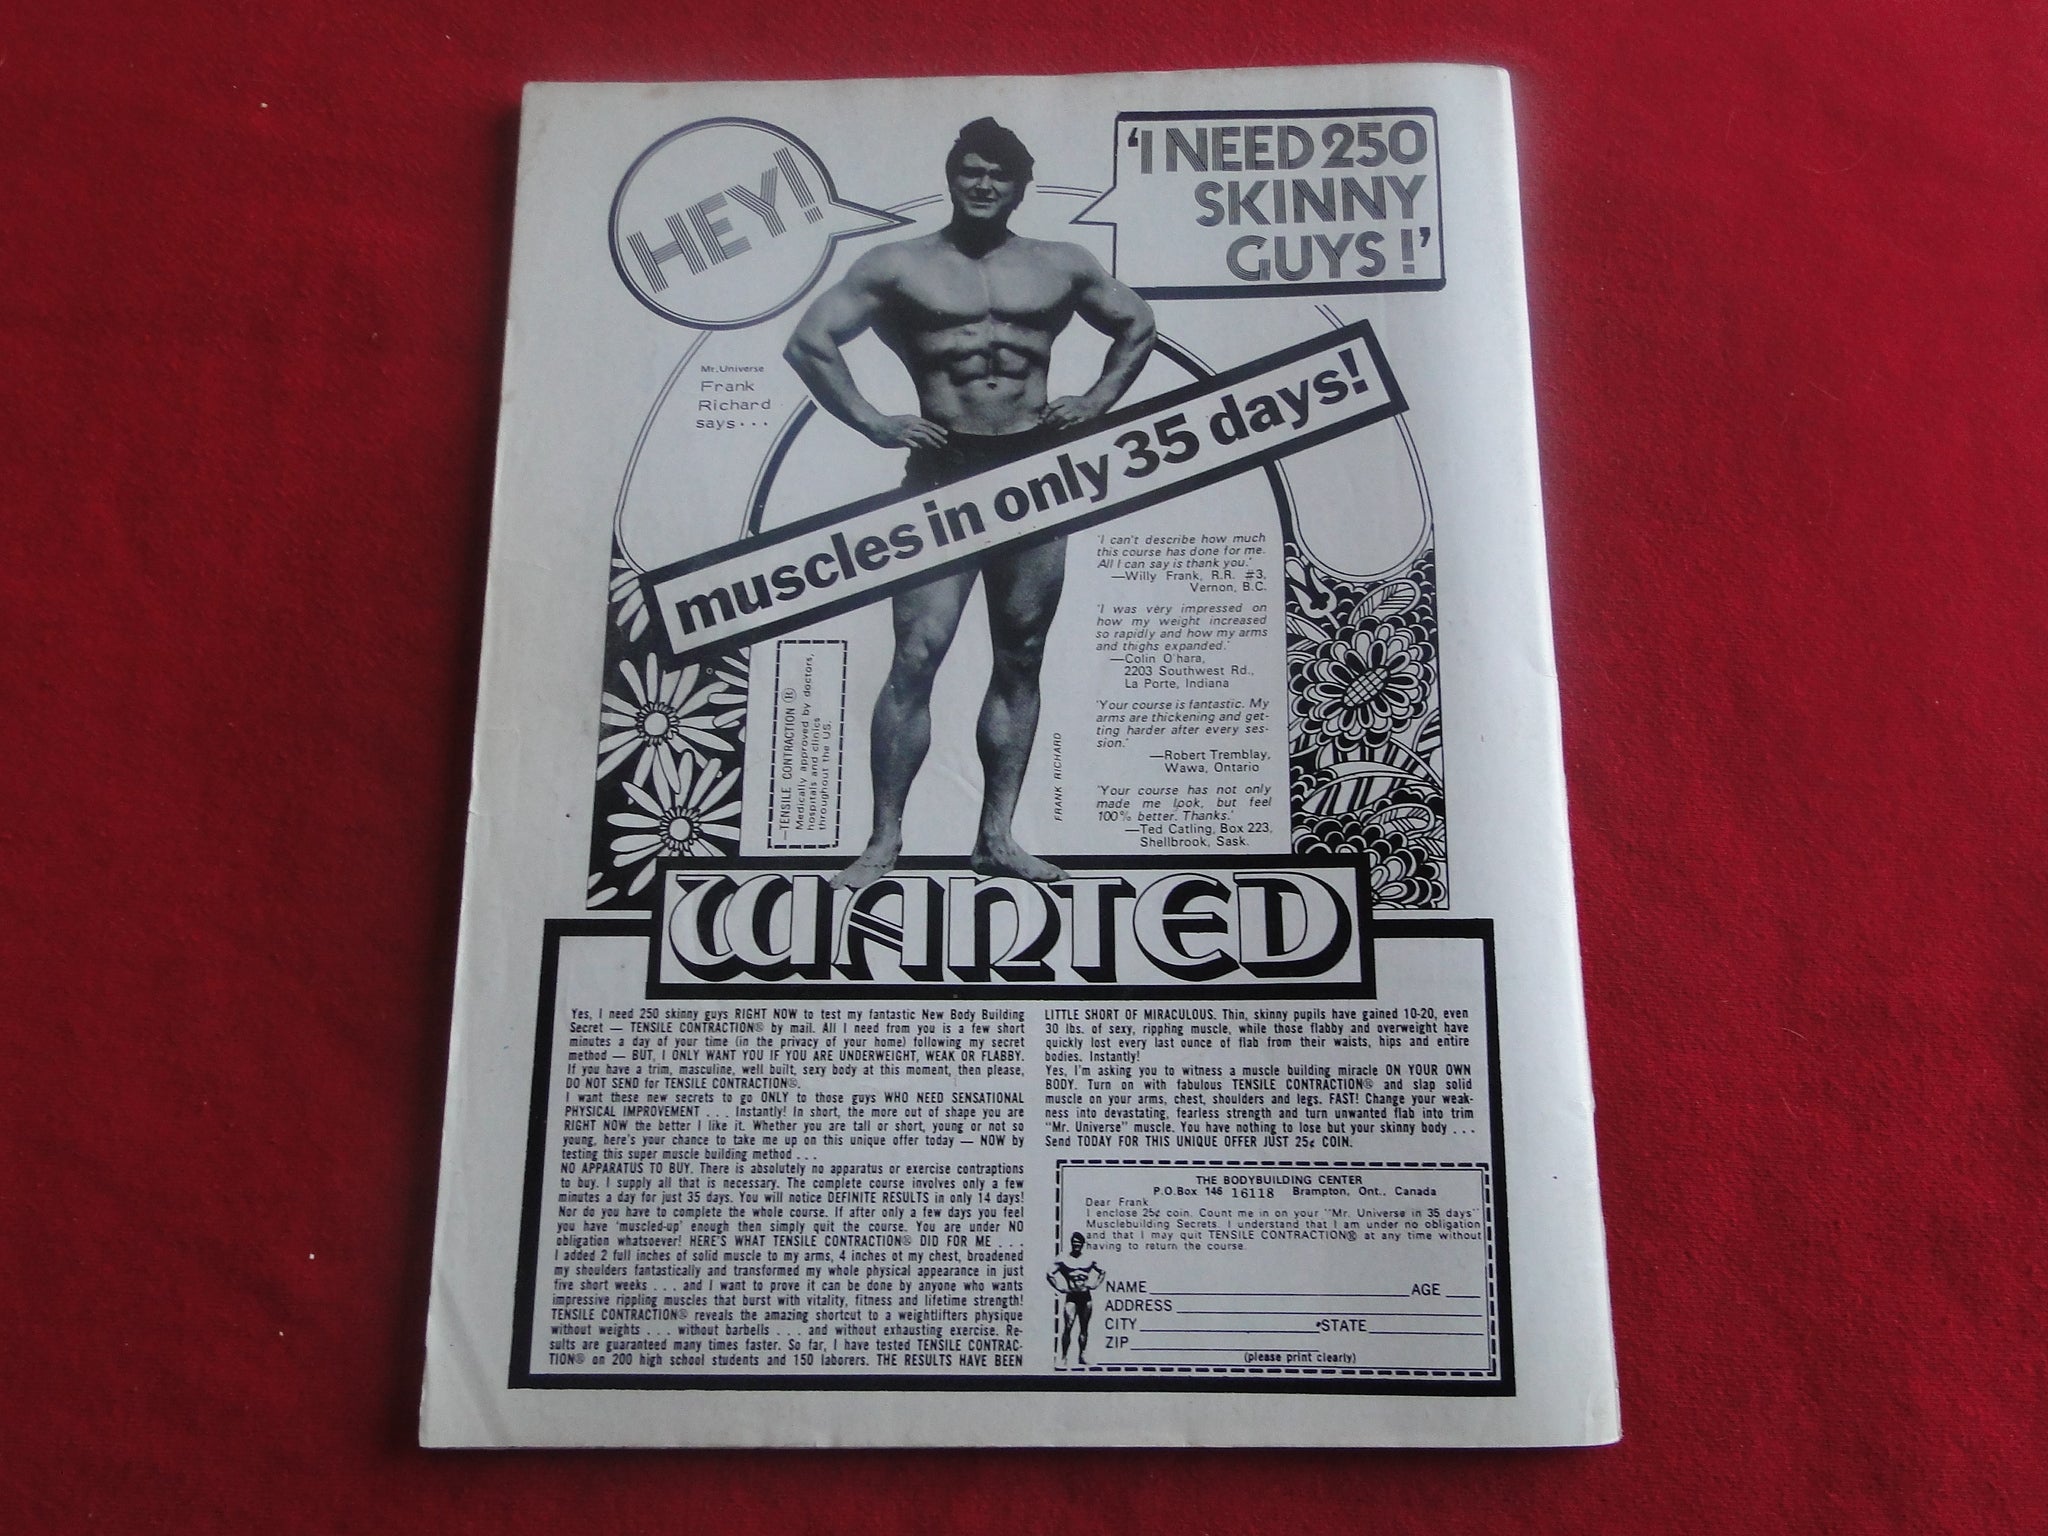 HEY!
'I NEED 250
SKINNY
GUYS!'
Mr. Universe
Frank
Richard
says...
muscles in only 35 days!
'I can't describe how much
this course has done for me.
All I can say is thank you.'
—Willy Frank, R.R. #3,
Vernon, B.C.
'I was very impressed on
how my weight increased
so rapidly and how my arms
and thighs expanded.'
—Colin O'hara,
2203 Southwest Rd.,
La Porte, Indiana
'Your course is fantastic. My
arms are thickening and get-
ting harder after every ses-
sion.'
—Robert Tremblay,
Wawa, Ontario
'Your course has not only
made me look, but feel
100% better. Thanks.'
—Ted Catling, Box 223,
Shellbrook, Sask.
—TENSILE CONTRACTION ®
Medically approved by doctors,
hospitals and clinics
throughout the US.
FRANK RICHARD
WANTED
Yes, I need 250 skinny guys RIGHT NOW to test my fantastic New Body Building
Secret — TENSILE CONTRACTION® by mail. All I need from you is a few short
minutes a day of your time (in the privacy of your home) following my secret
method — BUT, I ONLY WANT YOU IF YOU ARE UNDERWEIGHT, WEAK OR FLABBY.
If you have a trim, masculine, well built, sexy body at this moment, then please,
DO NOT SEND for TENSILE CONTRACTION®.
I want these new secrets to go ONLY to those guys WHO NEED SENSATIONAL
PHYSICAL IMPROVEMENT . . . Instantly! In short, the more out of shape you are
RIGHT NOW the better I like it. Whether you are tall or short, young or not so
young, here's your chance to take me up on this unique offer today — NOW by
testing this super muscle building method . . .
NO APPARATUS TO BUY. There is absolutely no apparatus or exercise contraptions
to buy. I supply all that is necessary. The complete course involves only a few
minutes a day for just 35 days. You will notice DEFINITE RESULTS in only 14 days!
Nor do you have to complete the whole course. If after only a few days you feel
you have 'muscled-up' enough then simply quit the course. You are under NO
obligation whatsoever! HERE'S WHAT TENSILE CONTRACTION® DID FOR ME . . .
I added 2 full inches of solid muscle to my arms, 4 inches ot my chest, broadened
my shoulders fantastically and transformed my whole physical appearance in just
five short weeks . . . and I want to prove it can be done by anyone who wants
impressive rippling muscles that burst with vitality, fitness and lifetime strength!
TENSILE CONTRACTION® reveals the amazing shortcut to a weightlifters physique
without weights . . . without barbells . . . and without exhausting exercise. Re-
sults are guaranteed many times faster. So far, I have tested TENSILE CONTRAC-
TION® on 200 high school students and 150 laborers. THE RESULTS HAVE BEEN
LITTLE SHORT OF MIRACULOUS. Thin, skinny pupils have gained 10-20, even
30 lbs. of sexy, rippling muscle, while those flabby and overweight have
quickly lost every last ounce of flab from their waists, hips and entire
bodies. Instantly!
Yes, I'm asking you to witness a muscle building miracle ON YOUR OWN
BODY. Turn on with fabulous TENSILE CONTRACTION® and slap solid
muscle on your arms, chest, shoulders and legs. FAST! Change your weak-
ness into devastating, fearless strength and turn unwanted flab into trim
"Mr. Universe" muscle. You have nothing to lose but your skinny body . . .
Send TODAY FOR THIS UNIQUE OFFER JUST 25¢ COIN.
THE BODYBUILDING CENTER
P.O.Box 146 16118 Brampton, Ont., Canada
Dear Frank
I enclose 25¢ coin. Count me in on your "Mr. Universe in 35 days"
Musclebuilding Secrets. I understand that I am under no obligation
and that I may quit TENSILE CONTRACTION® at any time without
having to return the course.
NAME AGE
ADDRESS
CITY STATE
ZIP
(please print clearly)